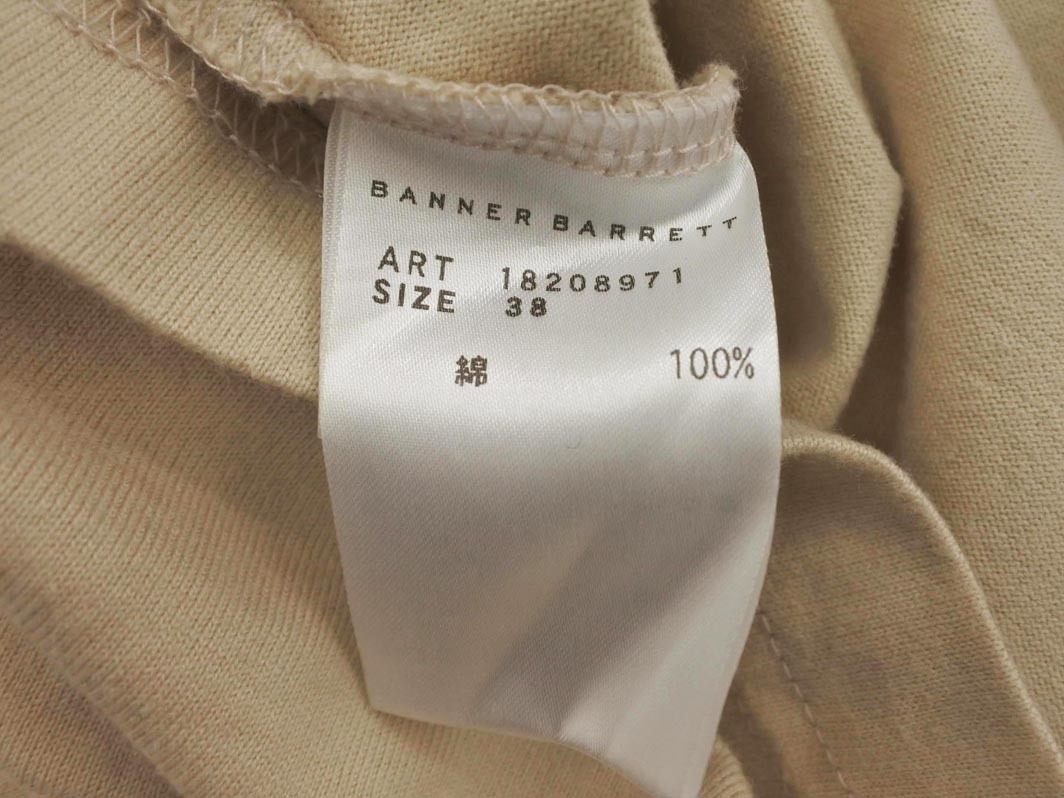 BANNER BARRETT
ART 18208971
SIZE 38
綿 100%